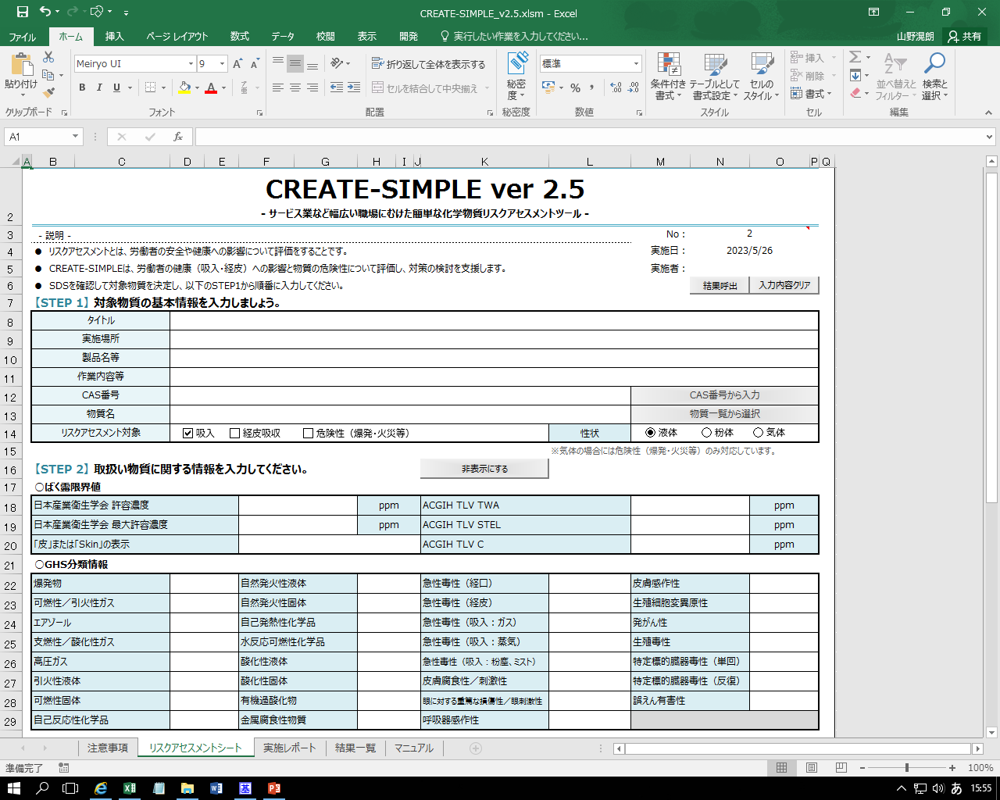 CREATE-SIMPLE_v2.5.xlsm - Excel
ファイル ホーム 挿入 ページ レイアウト 数式 データ 校閲 表示 開発 実行したい作業を入力してください... 山野滉朗 共有
貼り付け Meiryo UI 9 折り返して全体を表示する 秘密度 標準 条件付き書式 テーブルとして書式設定 セルのスタイル 挿入 並べ替えとフィルター 検索と選択
B I U セルを結合して中央揃え % 削除
書式
クリップボード フォント 配置 秘密度 数値 スタイル セル 編集
A1 fx
A B C D E F G H I J K L M N O P Q
CREATE-SIMPLE ver 2.5
2 - サービス業など幅広い職場にむけた簡単な化学物質リスクアセスメントツール -
3 - 説明 - No： 2
4 ● リスクアセスメントとは、労働者の安全や健康への影響について評価をすることです。 実施日： 2023/5/26
5 ● CREATE-SIMPLEは、労働者の健康（吸入・経皮）への影響と物質の危険性について評価し、対策の検討を支援します。 実施者：
6 ● SDSを確認して対象物質を決定し、以下のSTEP1から順番に入力してください。 結果呼出 入力内容クリア
7 【STEP 1】対象物質の基本情報を入力しましょう。
8 タイトル
9 実施場所
10 製品名等
11 作業内容等
12 CAS番号 CAS番号から入力
13 物質名 物質一覧から選択
14 リスクアセスメント対象 吸入 経皮吸収 危険性（爆発・火災等） 性状 液体 粉体 気体
15 ※気体の場合には危険性（爆発・火災等）のみ対応しています。
16 【STEP 2】取扱い物質に関する情報を入力してください。 非表示にする
17 ○ばく露限界値
18 日本産業衛生学会 許容濃度 ppm ACGIH TLV TWA ppm
19 日本産業衛生学会 最大許容濃度 ppm ACGIH TLV STEL ppm
20 「皮」または「Skin」の表示 ACGIH TLV C ppm
21 ○GHS分類情報
22 爆発物 自然発火性液体 急性毒性（経口） 皮膚感作性
23 可燃性／引火性ガス 自然発火性固体 急性毒性（経皮） 生殖細胞変異原性
24 エアゾール 自己発熱性化学品 急性毒性（吸入：ガス） 発がん性
25 支燃性／酸化性ガス 水反応可燃性化学品 急性毒性（吸入：蒸気） 生殖毒性
26 高圧ガス 酸化性液体 急性毒性（吸入：粉塵、ミスト） 特定標的臓器毒性（単回）
27 引火性液体 酸化性固体 皮膚腐食性／刺激性 特定標的臓器毒性（反復）
28 可燃性固体 有機過酸化物 眼に対する重篤な損傷性／眼刺激性 誤えん有害性
29 自己反応性化学品 金属腐食性物質 呼吸器感作性
注意事項 リスクアセスメントシート 実施レポート 結果一覧 マニュアル
準備完了 100%
基 あ 15:55